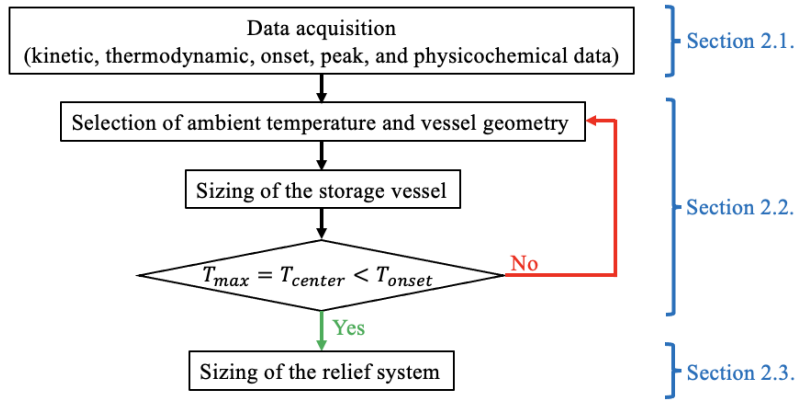 Data acquisition
(kinetic, thermodynamic, onset, peak, and physicochemical data)
Section 2.1.
Selection of ambient temperature and vessel geometry
Sizing of the storage vessel
Section 2.2.
T_max = T_center < T_onset
No
Yes
Sizing of the relief system
Section 2.3.